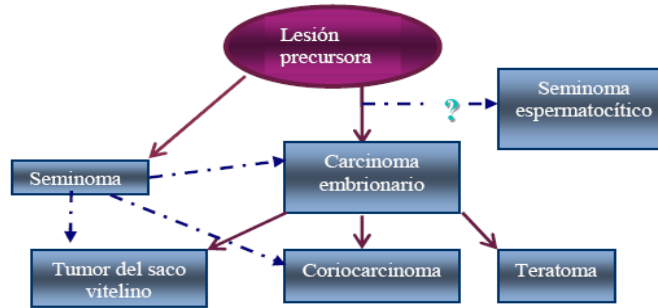 Lesión
precursora
?
Seminoma
espermatocítico
Seminoma
Carcinoma
embrionario
Tumor del saco
vitelino
Coriocarcinoma
Teratoma